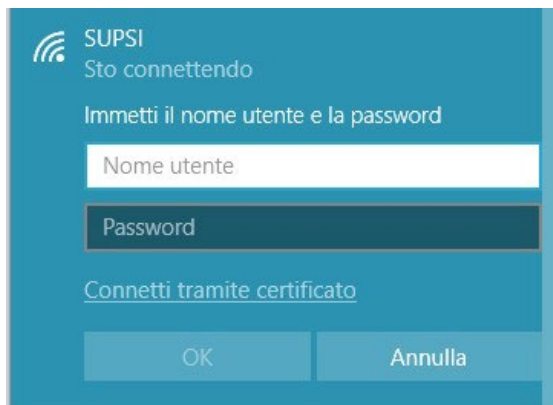 SUPSI
Sto connettendo
Immetti il nome utente e la password
Nome utente
Password
Connetti tramite certificato
OK Annulla